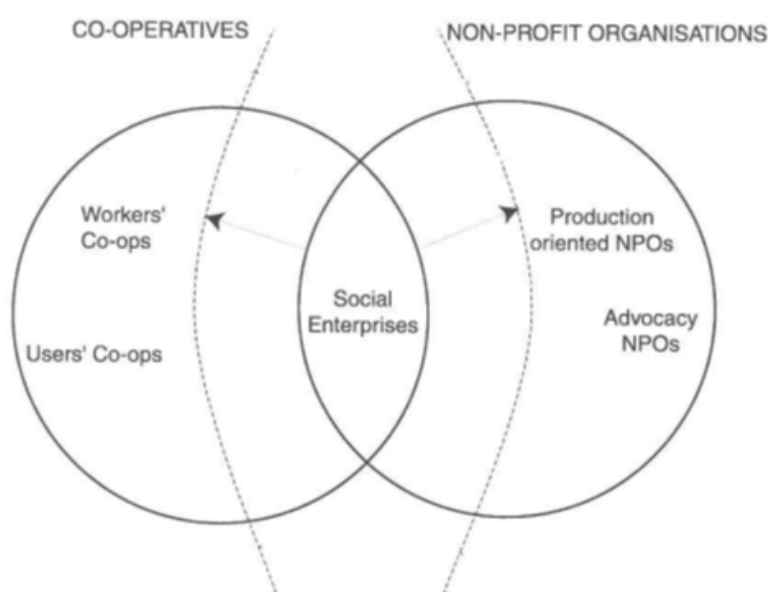 CO-OPERATIVES
NON-PROFIT ORGANISATIONS
Workers'
Co-ops
Users' Co-ops
Social
Enterprises
Production
oriented NPOs
Advocacy
NPOs